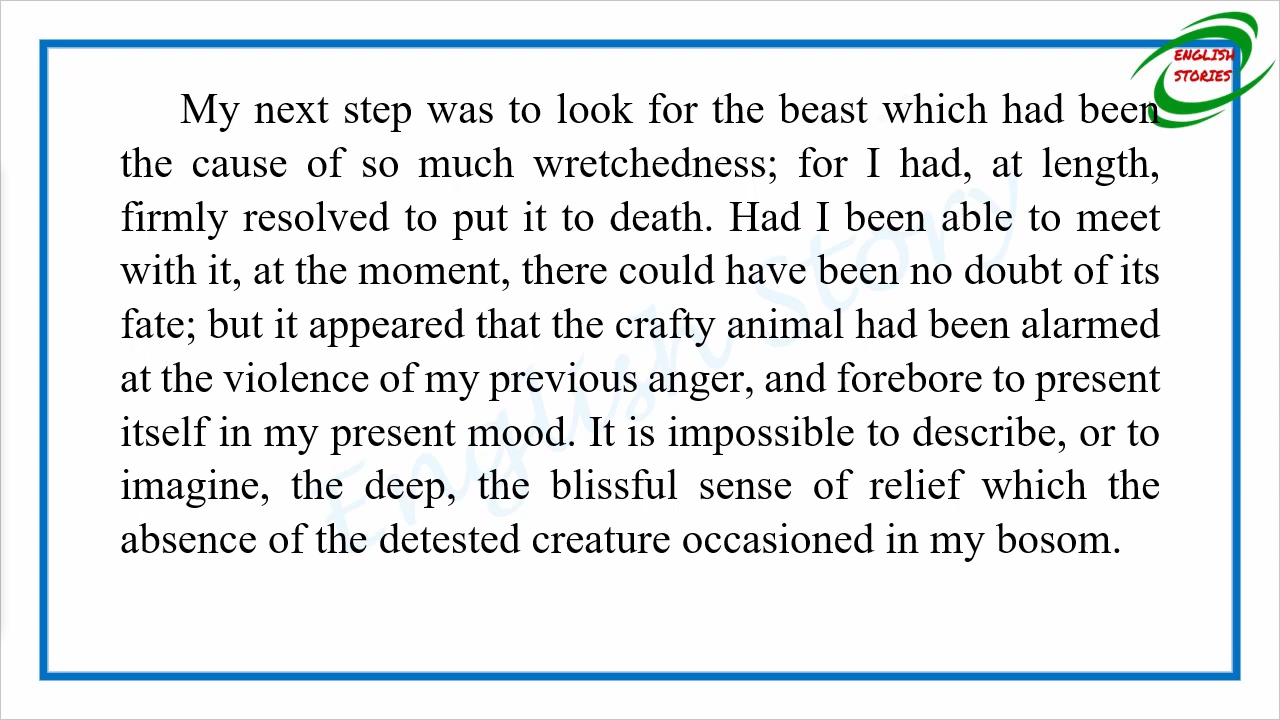 ENGLISH
STORIES
My next step was to look for the beast which had been
the cause of so much wretchedness; for I had, at length,
firmly resolved to put it to death. Had I been able to meet
with it, at the moment, there could have been no doubt of its
fate; but it appeared that the crafty animal had been alarmed
at the violence of my previous anger, and forebore to present
itself in my present mood. It is impossible to describe, or to
imagine, the deep, the blissful sense of relief which the
absence of the detested creature occasioned in my bosom.
English Story